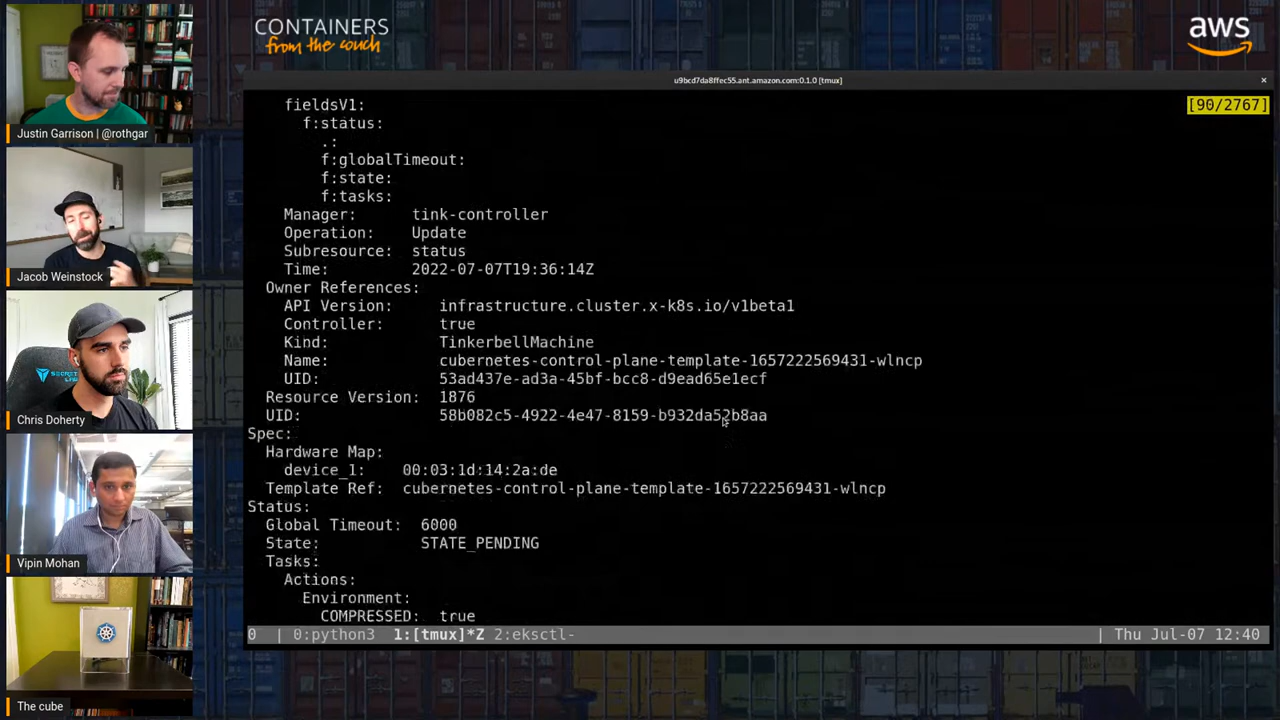 CONTAINERS
from the couch
aws
u9bcd7da8ffec55.ant.amazon.com:0.1.0 [tmux]
×
[90/2767]
fieldsV1:
f:status:
.:
f:globalTimeout:
f:state:
f:tasks:
Manager: tink-controller
Operation: Update
Subresource: status
Time: 2022-07-07T19:36:14Z
Owner References:
API Version: infrastructure.cluster.x-k8s.io/v1beta1
Controller: true
Kind: TinkerbellMachine
Name: cubernetes-control-plane-template-1657222569431-wlncp
UID: 53ad437e-ad3a-45bf-bcc8-d9ead65e1ecf
Resource Version: 1876
UID: 58b082c5-4922-4e47-8159-b932da52b8aa
Spec:
Hardware Map:
device_1: 00:03:1d:14:2a:de
Template Ref: cubernetes-control-plane-template-1657222569431-wlncp
Status:
Global Timeout: 6000
State: STATE_PENDING
Tasks:
Actions:
Environment:
COMPRESSED: true
0 | 0:python3 1:[tmux]*Z 2:eksctl- | Thu Jul-07 12:40
Justin Garrison | @rothgar
Jacob Weinstock
Chris Doherty
Vipin Mohan
The cube